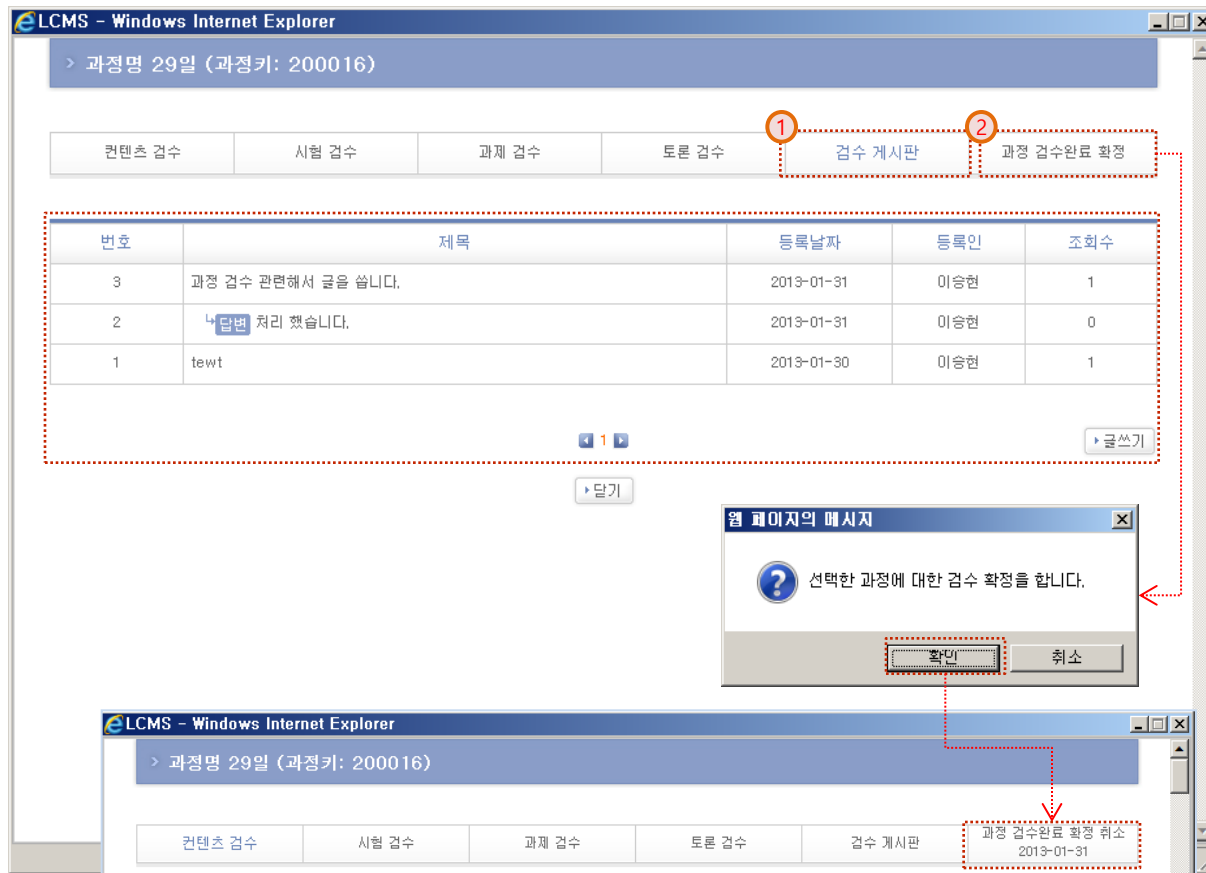 LCMS - Windows Internet Explorer
> 과정명 29일 (과정키: 200016)
1
2
컨텐츠 검수 시험 검수 과제 검수 토론 검수 검수 게시판 과정 검수완료 확정
번호 제목 등록날짜 등록인 조회수
3 과정 검수 관련해서 글을 씁니다. 2013-01-31 이승현 1
2 답변 처리 했습니다. 2013-01-31 이승현 0
1 tewt 2013-01-30 이승현 1
1
글쓰기
닫기
웹 페이지의 메시지
선택한 과정에 대한 검수 확정을 합니다.
확인 취소
LCMS - Windows Internet Explorer
> 과정명 29일 (과정키: 200016)
컨텐츠 검수 시험 검수 과제 검수 토론 검수 검수 게시판 과정 검수완료 확정 취소
2013-01-31